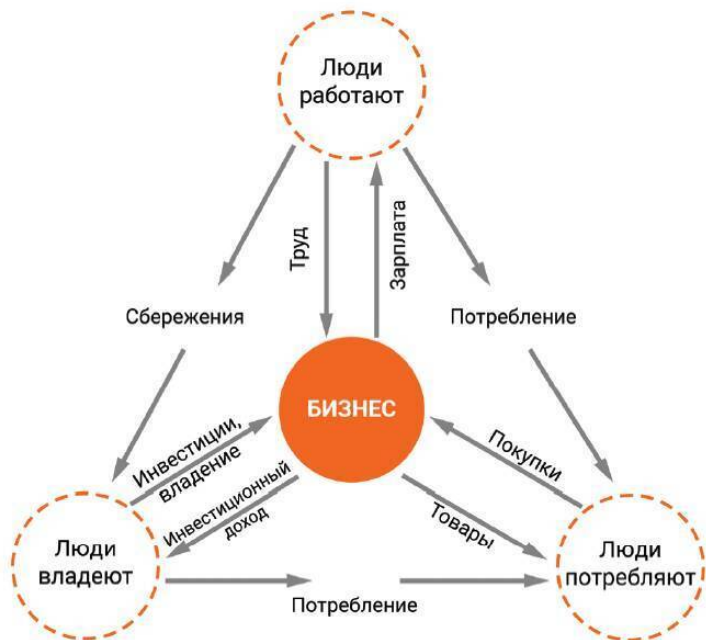 Люди
работают
Труд
Зарплата
Сбережения
Потребление
БИЗНЕС
Инвестиции,
владение
Покупки
Инвестиционный
доход
Товары
Люди
владеют
Люди
потребляют
Потребление